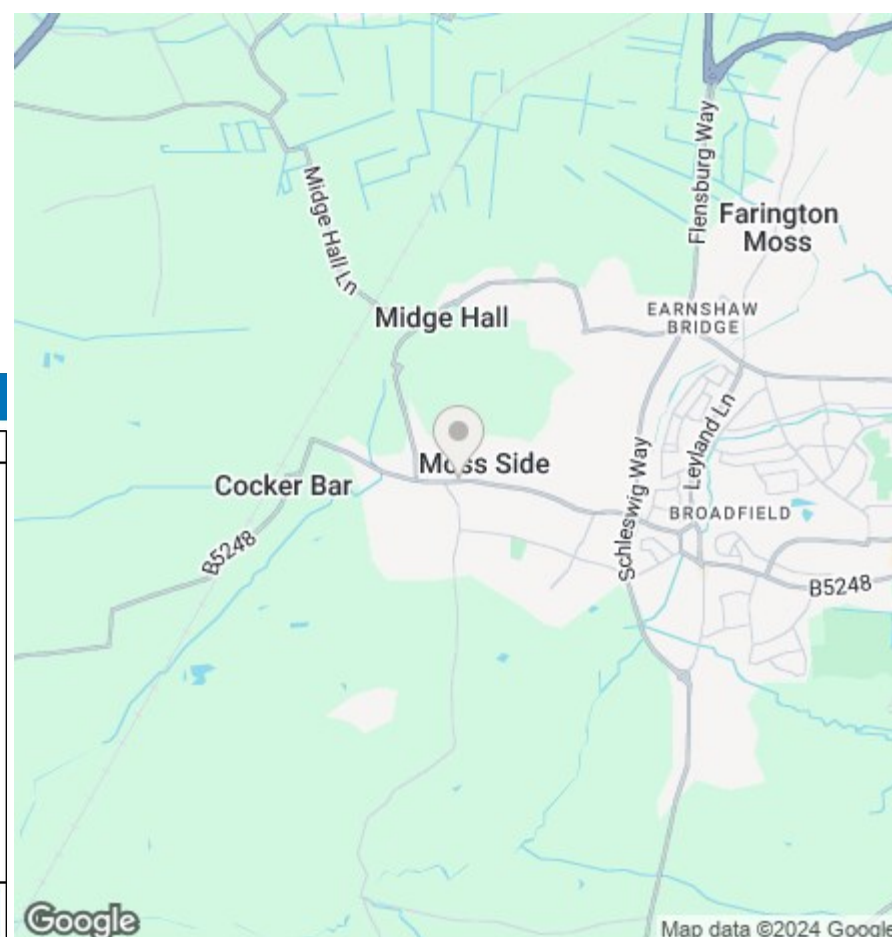 Flensburg Way
Farington
Moss
Midge Hall Ln
Midge Hall
EARNSHAW
BRIDGE
Leyland Ln
Moss Side
Cocker Bar
Schleswig Way
BROADFIELD
B5248
B5248
Google
Map data ©2024 Google